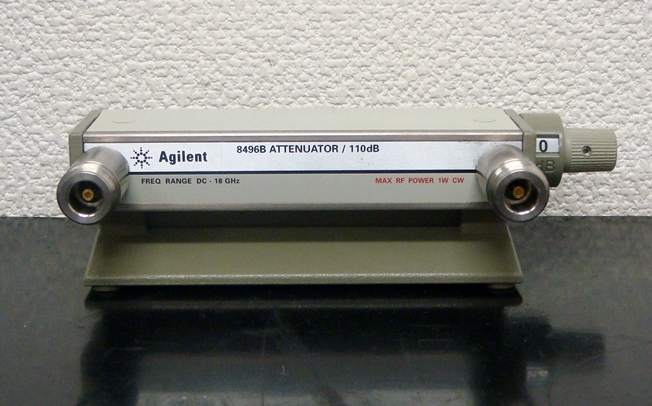 Agilent
8496B ATTENUATOR / 110dB
FREQ RANGE DC - 18 GHz
MAX RF POWER 1W CW
0